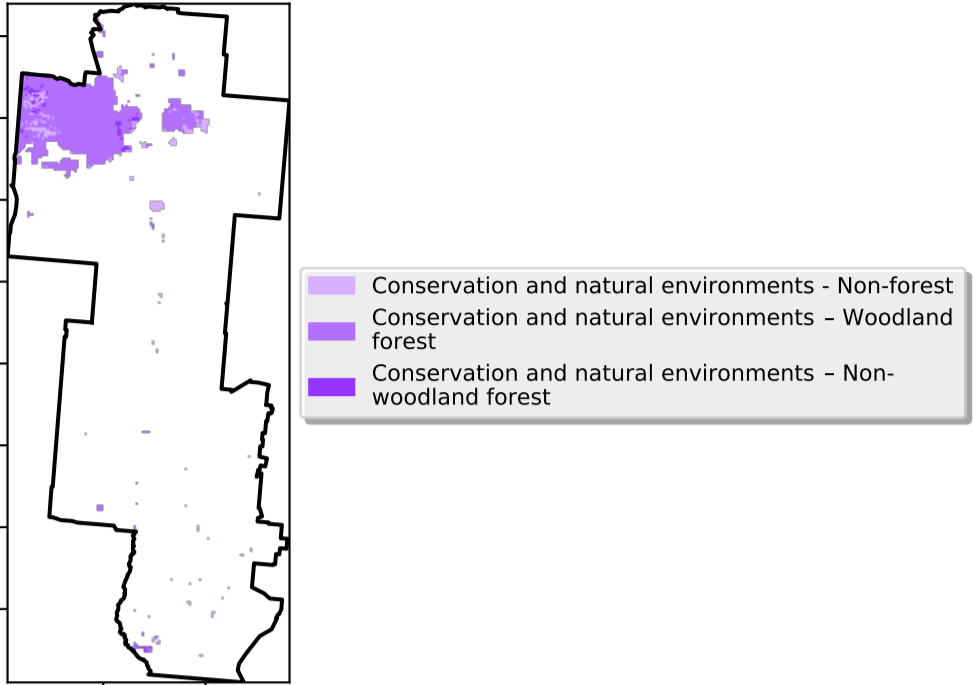 Conservation and natural environments - Non-forest
Conservation and natural environments – Woodland
forest
Conservation and natural environments – Non-
woodland forest